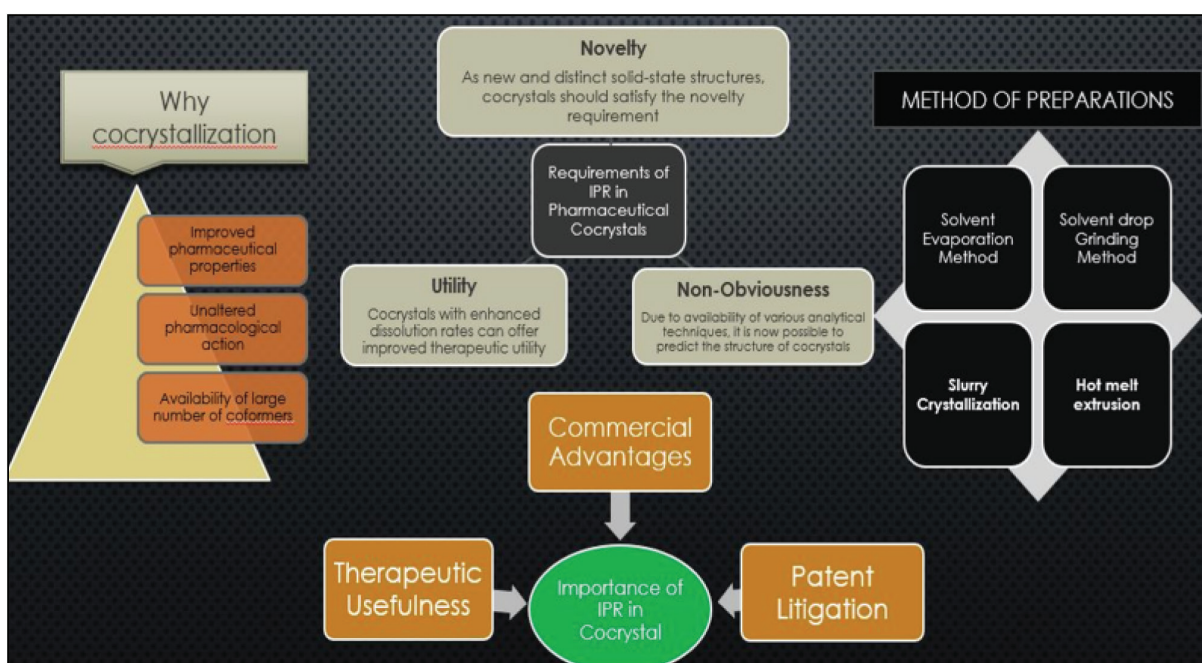 Why
cocrystallization
Improved
pharmaceutical
properties
Unaltered
pharmacological
action
Availability of large
number of coformers
Novelty
As new and distinct solid-state structures,
cocrystals should satisfy the novelty
requirement
Requirements of
IPR in
Pharmaceutical
Cocrystals
Utility
Cocrystals with enhanced
dissolution rates can offer
improved therapeutic utility
Non-Obviousness
Due to availability of various analytical
techniques, it is now possible to
predict the structure of cocrystals
METHOD OF PREPARATIONS
Solvent
Evaporation
Method
Solvent drop
Grinding
Method
Slurry
Crystallization
Hot melt
extrusion
Commercial
Advantages
Therapeutic
Usefulness
Importance of
IPR in
Cocrystal
Patent
Litigation